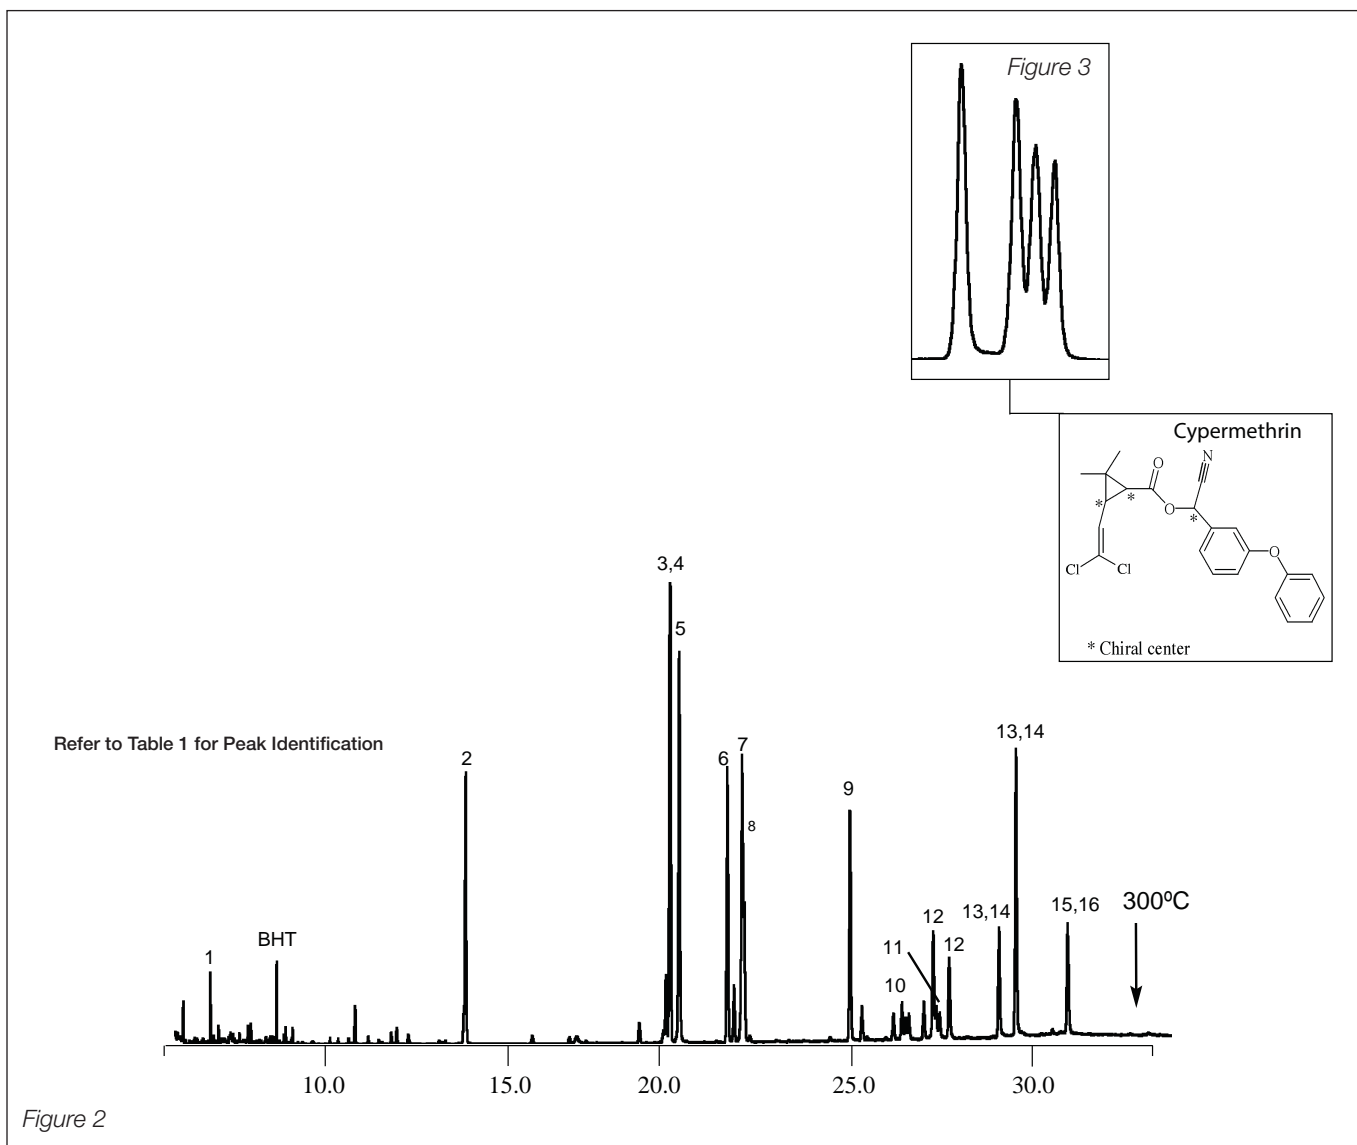 Figure 3
Cypermethrin
N
O
*
*
O
*
O
Cl
Cl
* Chiral center
3,4
5
Refer to Table 1 for Peak Identification
2
6
7
8
9
13,14
1
BHT
10
11
12
12
13,14
15,16
300ºC
10.0
15.0
20.0
25.0
30.0
Figure 2